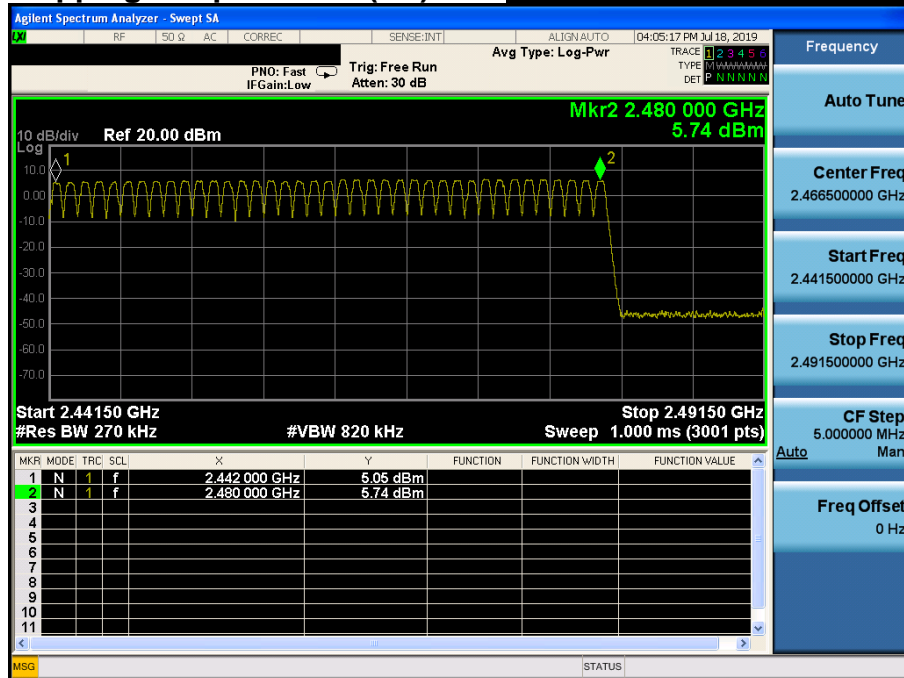 Agilent Spectrum Analyzer - Swept SA
LXI RF 50 Ω AC CORREC SENSE:INT ALIGN AUTO 04:05:17 PM Jul 18, 2019
Avg Type: Log-Pwr TRACE 1 2 3 4 5 6
PNO: Fast Trig: Free Run TYPE M
IFGain:Low Atten: 30 dB DET P N N N N N
Mkr2 2.480 000 GHz
5.74 dBm
10 dB/div Ref 20.00 dBm
Log
1
2
10.0
0.00
-10.0
-20.0
-30.0
-40.0
-50.0
-60.0
-70.0
Start 2.44150 GHz Stop 2.49150 GHz
#Res BW 270 kHz #VBW 820 kHz Sweep 1.000 ms (3001 pts)
MKR MODE TRC SCL X Y FUNCTION FUNCTION WIDTH FUNCTION VALUE
1 N 1 f 2.442 000 GHz 5.05 dBm
2 N 1 f 2.480 000 GHz 5.74 dBm
3
4
5
6
7
8
9
10
11
MSG STATUS
Frequency
Auto Tune
Center Freq
2.466500000 GHz
Start Freq
2.441500000 GHz
Stop Freq
2.491500000 GHz
CF Step
5.000000 MHz
Auto Man
Freq Offset
0 Hz